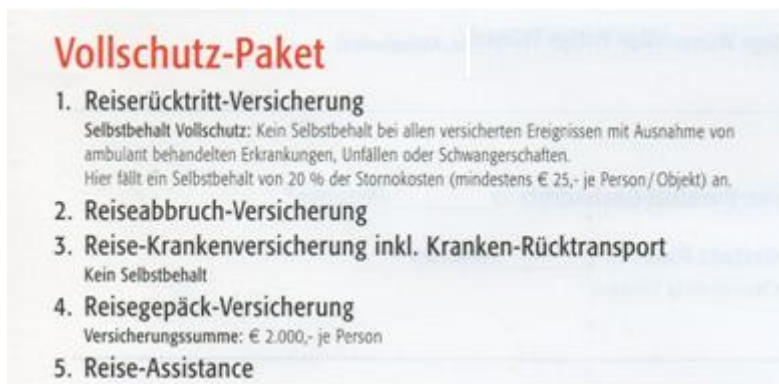 Vollschutz-Paket
1. Reiserücktritt-Versicherung
Selbstbehalt Vollschutz: Kein Selbstbehalt bei allen versicherten Ereignissen mit Ausnahme von
ambulant behandelten Erkrankungen, Unfällen oder Schwangerschaften.
Hier fällt ein Selbstbehalt von 20 % der Stornokosten (mindestens € 25,- je Person/Objekt) an.
2. Reiseabbruch-Versicherung
3. Reise-Krankenversicherung inkl. Kranken-Rücktransport
Kein Selbstbehalt
4. Reisegepäck-Versicherung
Versicherungssumme: € 2.000,- je Person
5. Reise-Assistance